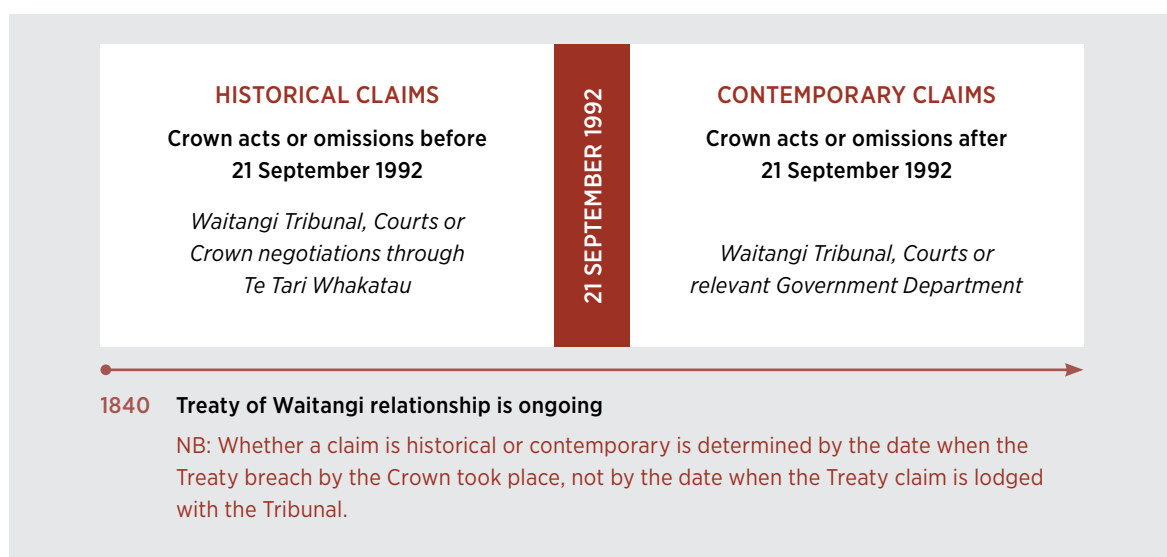 HISTORICAL CLAIMS
Crown acts or omissions before
21 September 1992
Waitangi Tribunal, Courts or
Crown negotiations through
Te Tari Whakatau
21 SEPTEMBER 1992
CONTEMPORARY CLAIMS
Crown acts or omissions after
21 September 1992
Waitangi Tribunal, Courts or
relevant Government Department
1840 Treaty of Waitangi relationship is ongoing
NB: Whether a claim is historical or contemporary is determined by the date when the
Treaty breach by the Crown took place, not by the date when the Treaty claim is lodged
with the Tribunal.